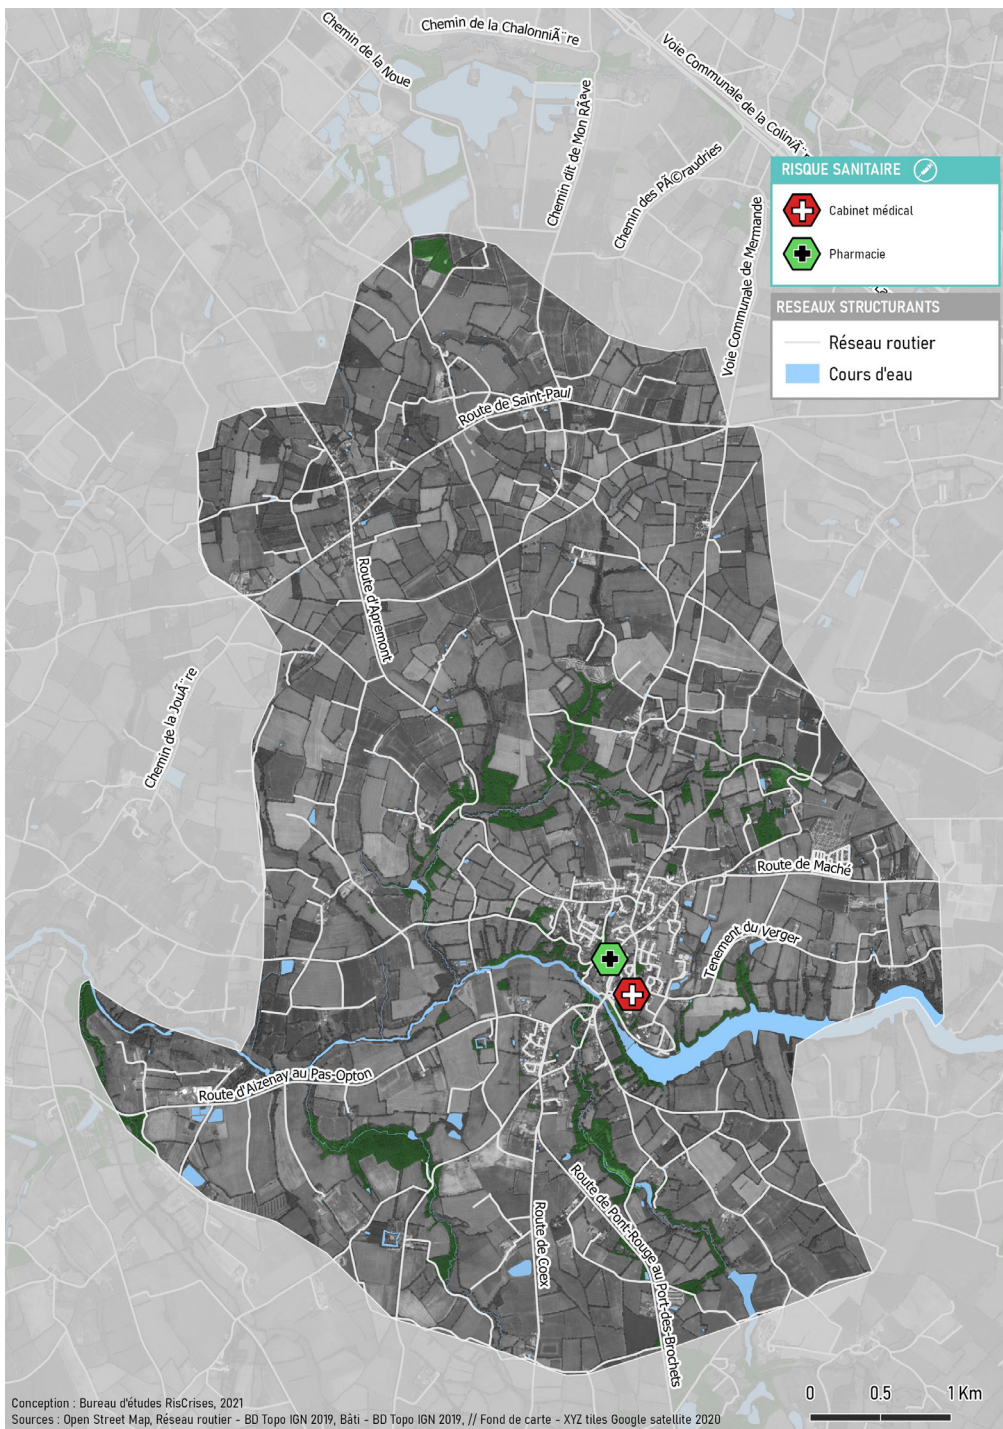 Chemin de la Noue
Chemin de la ChalonniÃ¨re
Voie Communale de la ColiniÃ¨r
Chemin dit de Mon RÃªve
Chemin des PÃ©raudries
Voie Communale de Mermande
RISQUE SANITAIRE
Cabinet médical
Pharmacie
RESEAUX STRUCTURANTS
Réseau routier
Cours d'eau
Route de Saint-Paul
Route d'Apremont
Chemin de la JouÃ¨re
Route de Maché
Tenement du Verger
Route d'Aizenay au Pas-Opton
Route de Coex
Route de Pont-Rouge au Port-des-Brochets
0 0.5 1 Km
Conception : Bureau d'études RisCrises, 2021
Sources : Open Street Map, Réseau routier - BD Topo IGN 2019, Bâti - BD Topo IGN 2019, // Fond de carte - XYZ tiles Google satellite 2020